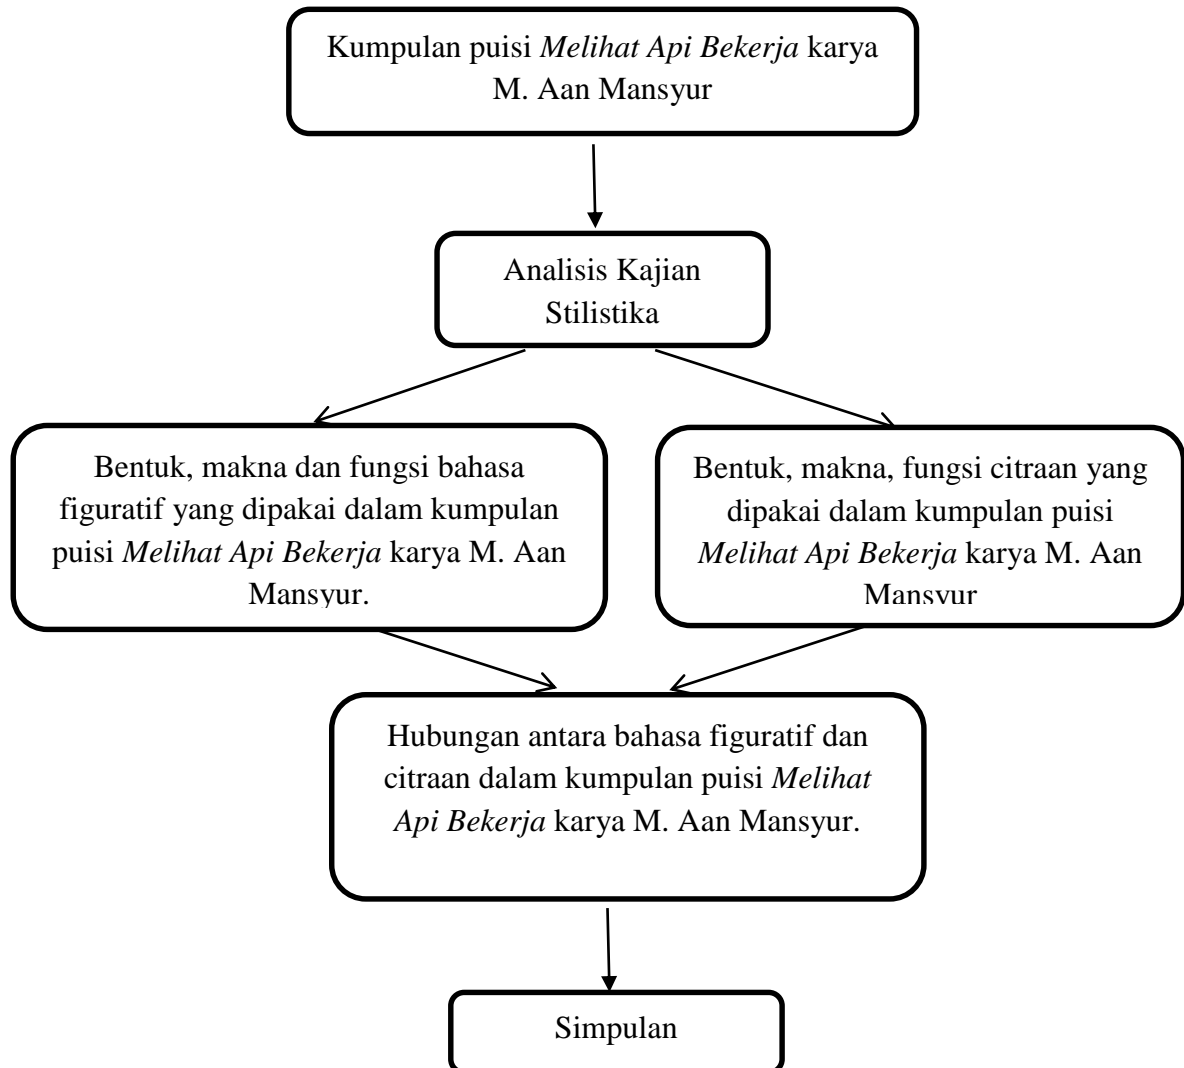 Kumpulan puisi Melihat Api Bekerja karya
M. Aan Mansyur
Analisis Kajian
Stilistika
Bentuk, makna dan fungsi bahasa
figuratif yang dipakai dalam kumpulan
puisi Melihat Api Bekerja karya M. Aan
Mansyur.
Bentuk, makna, fungsi citraan yang
dipakai dalam kumpulan puisi
Melihat Api Bekerja karya M. Aan
Mansyur
Hubungan antara bahasa figuratif dan
citraan dalam kumpulan puisi Melihat
Api Bekerja karya M. Aan Mansyur.
Simpulan